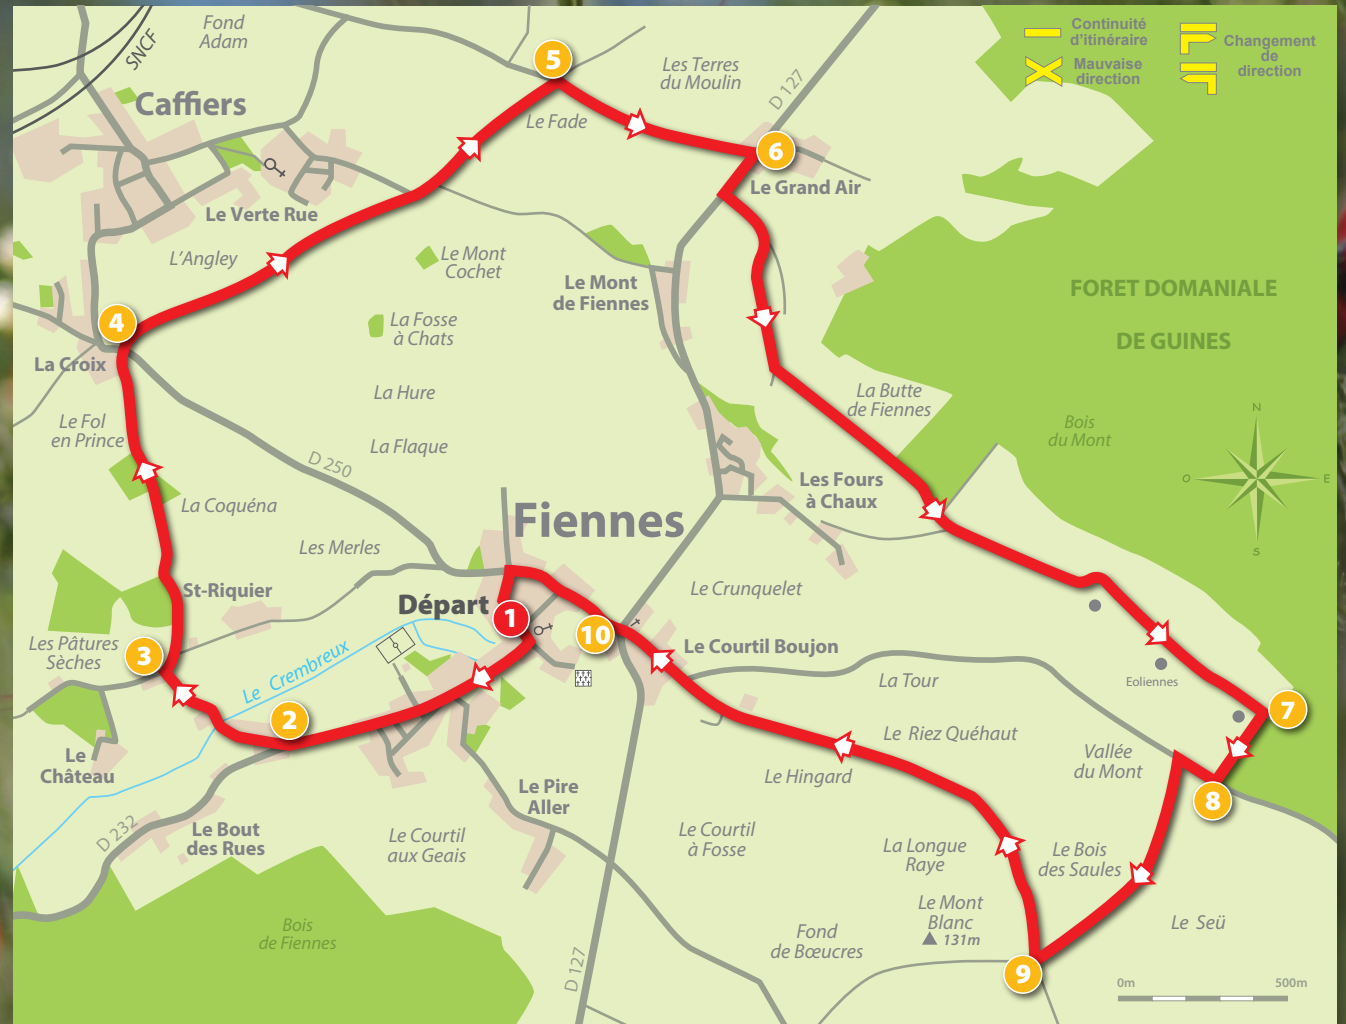 Fond
Adam
SNCF
Caffiers
5
Les Terres
du Moulin
D 127
Continuité
d'itinéraire
Mauvaise
direction
Changement
de
direction
Le Fade
6
Le Grand Air
Le Verte Rue
L'Angley
Le Mont
Cochet
Le Mont
de Fiennes
FORET DOMANIALE
DE GUINES
4
La Croix
La Fosse
à Chats
La Hure
La Flaque
La Butte
de Fiennes
Bois
du Mont
N
O
E
S
Le Fol
en Prince
D 250
La Coquéna
Les Fours
à Chaux
Fiennes
Les Merles
St-Riquier
Départ
1
10
Le Crunquelet
Le Courtil Boujon
Les Pâtures
Sèches
3
Le Crembreux
2
La Tour
Eoliennes
7
Le Riez Quéhaut
Vallée
du Mont
Le
Château
Le Hingard
8
Le Pire
Aller
D 232
Le Bout
des Rues
Le Courtil
aux Geais
Le Courtil
à Fosse
La Longue
Raye
Le Bois
des Saules
Le Mont
Blanc
131m
Le Seü
Bois
de Fiennes
Fond
de Bœucres
D 127
9
0m
500m